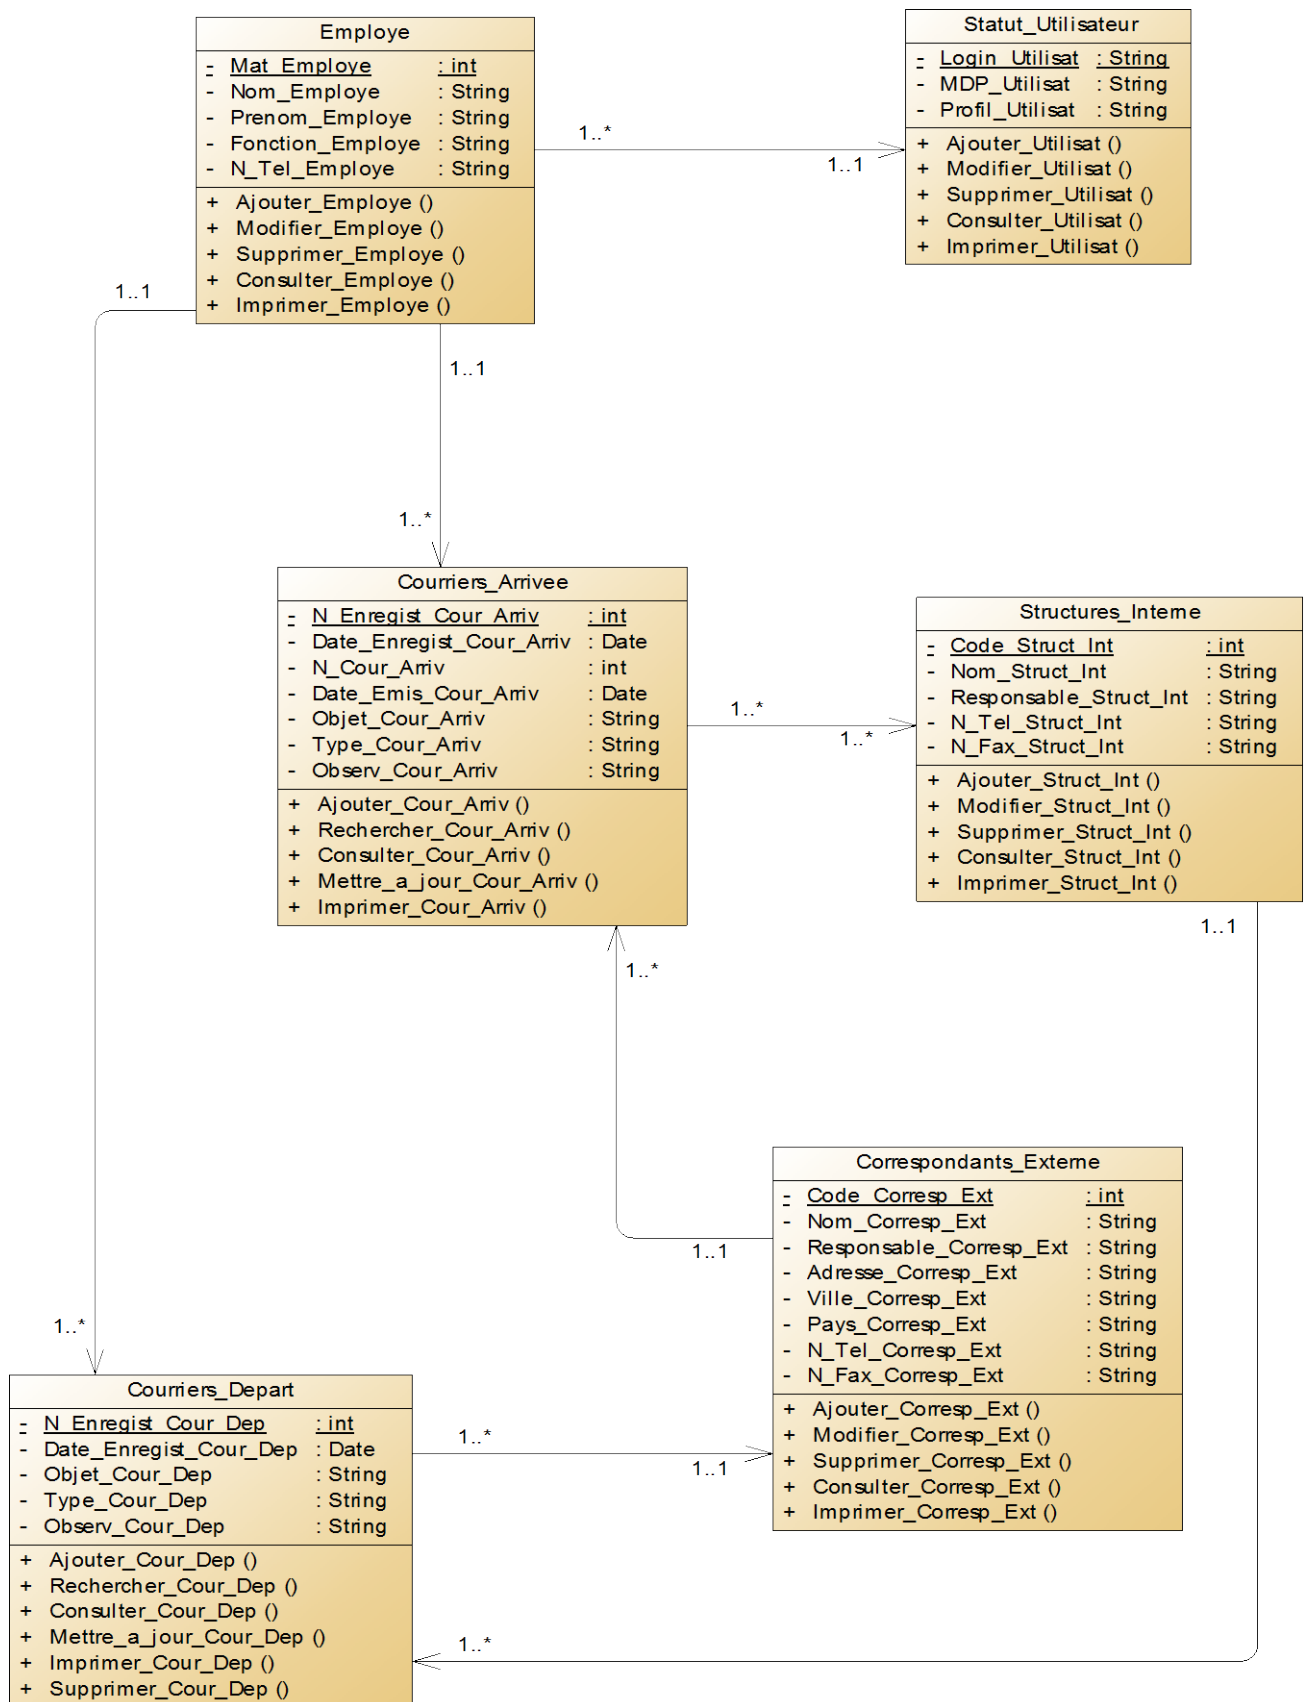 Employe
- Mat_Employe : int
- Nom_Employe : String
- Prenom_Employe : String
- Fonction_Employe : String
- N_Tel_Employe : String
+ Ajouter_Employe ()
+ Modifier_Employe ()
+ Supprimer_Employe ()
+ Consulter_Employe ()
+ Imprimer_Employe ()
Statut_Utilisateur
- Login_Utilisat : String
- MDP_Utilisat : String
- Profil_Utilisat : String
+ Ajouter_Utilisat ()
+ Modifier_Utilisat ()
+ Supprimer_Utilisat ()
+ Consulter_Utilisat ()
+ Imprimer_Utilisat ()
1..*
1..1
1..1
1..1
1..*
Courriers_Arrivee
- N_Enregist_Cour_Arriv : int
- Date_Enregist_Cour_Arriv : Date
- N_Cour_Arriv : int
- Date_Emis_Cour_Arriv : Date
- Objet_Cour_Arriv : String
- Type_Cour_Arriv : String
- Observ_Cour_Arriv : String
+ Ajouter_Cour_Arriv ()
+ Rechercher_Cour_Arriv ()
+ Consulter_Cour_Arriv ()
+ Mettre_a_jour_Cour_Arriv ()
+ Imprimer_Cour_Arriv ()
1..*
1..*
Structures_Interne
- Code_Struct_Int : int
- Nom_Struct_Int : String
- Responsable_Struct_Int : String
- N_Tel_Struct_Int : String
- N_Fax_Struct_Int : String
+ Ajouter_Struct_Int ()
+ Modifier_Struct_Int ()
+ Supprimer_Struct_Int ()
+ Consulter_Struct_Int ()
+ Imprimer_Struct_Int ()
1..1
1..*
1..1
Correspondants_Externe
- Code_Corresp_Ext : int
- Nom_Corresp_Ext : String
- Responsable_Corresp_Ext : String
- Adresse_Corresp_Ext : String
- Ville_Corresp_Ext : String
- Pays_Corresp_Ext : String
- N_Tel_Corresp_Ext : String
- N_Fax_Corresp_Ext : String
+ Ajouter_Corresp_Ext ()
+ Modifier_Corresp_Ext ()
+ Supprimer_Corresp_Ext ()
+ Consulter_Corresp_Ext ()
+ Imprimer_Corresp_Ext ()
1..*
Courriers_Depart
- N_Enregist_Cour_Dep : int
- Date_Enregist_Cour_Dep : Date
- Objet_Cour_Dep : String
- Type_Cour_Dep : String
- Observ_Cour_Dep : String
+ Ajouter_Cour_Dep ()
+ Rechercher_Cour_Dep ()
+ Consulter_Cour_Dep ()
+ Mettre_a_jour_Cour_Dep ()
+ Imprimer_Cour_Dep ()
+ Supprimer_Cour_Dep ()
1..*
1..1
1..*